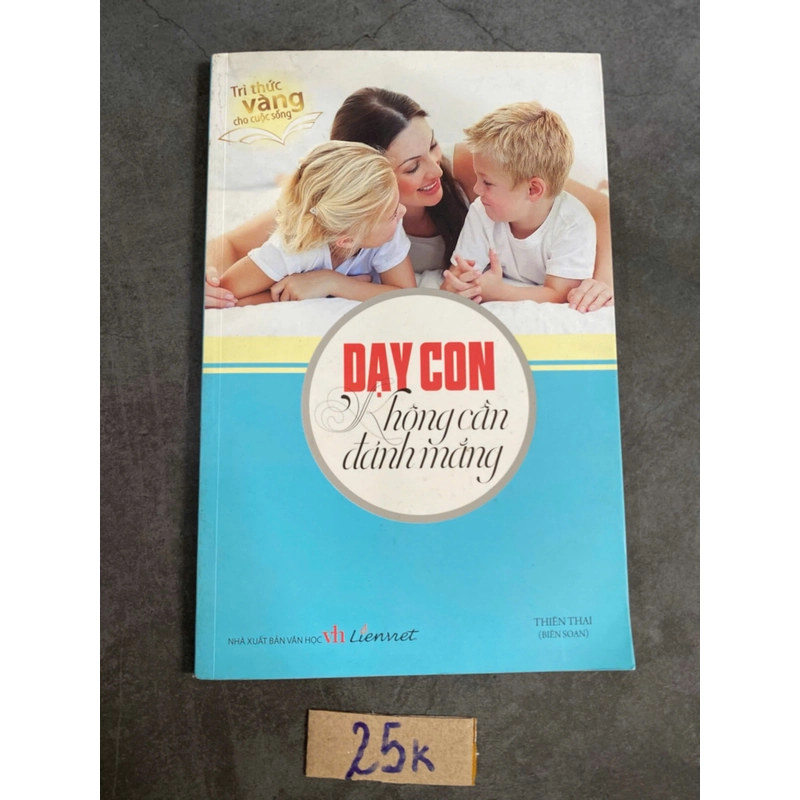 Tri thức
vàng
cho cuộc sống
DẠY CON
Không cần
đánh mắng
NHÀ XUẤT BẢN VĂN HỌC vh Lienviet
THIÊN THAI
(BIÊN SOẠN)
25K